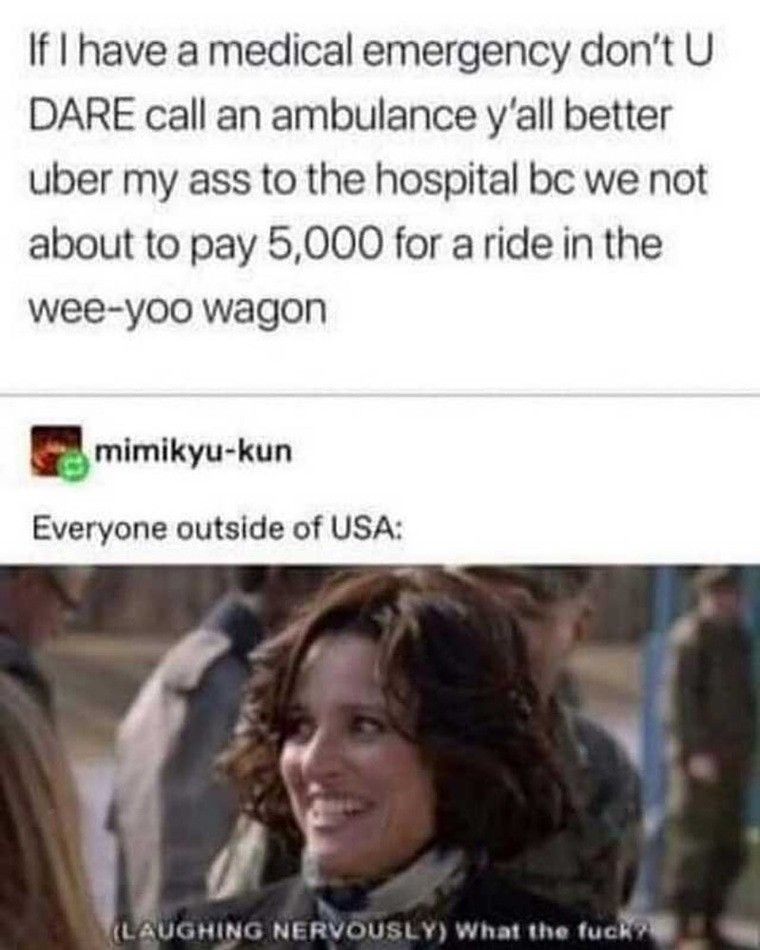 If I have a medical emergency don't U
DARE call an ambulance y'all better
uber my ass to the hospital bc we not
about to pay 5,000 for a ride in the
wee-yoo wagon
mimikyu-kun
Everyone outside of USA:
(LAUGHING NERVOUSLY) What the fuck?